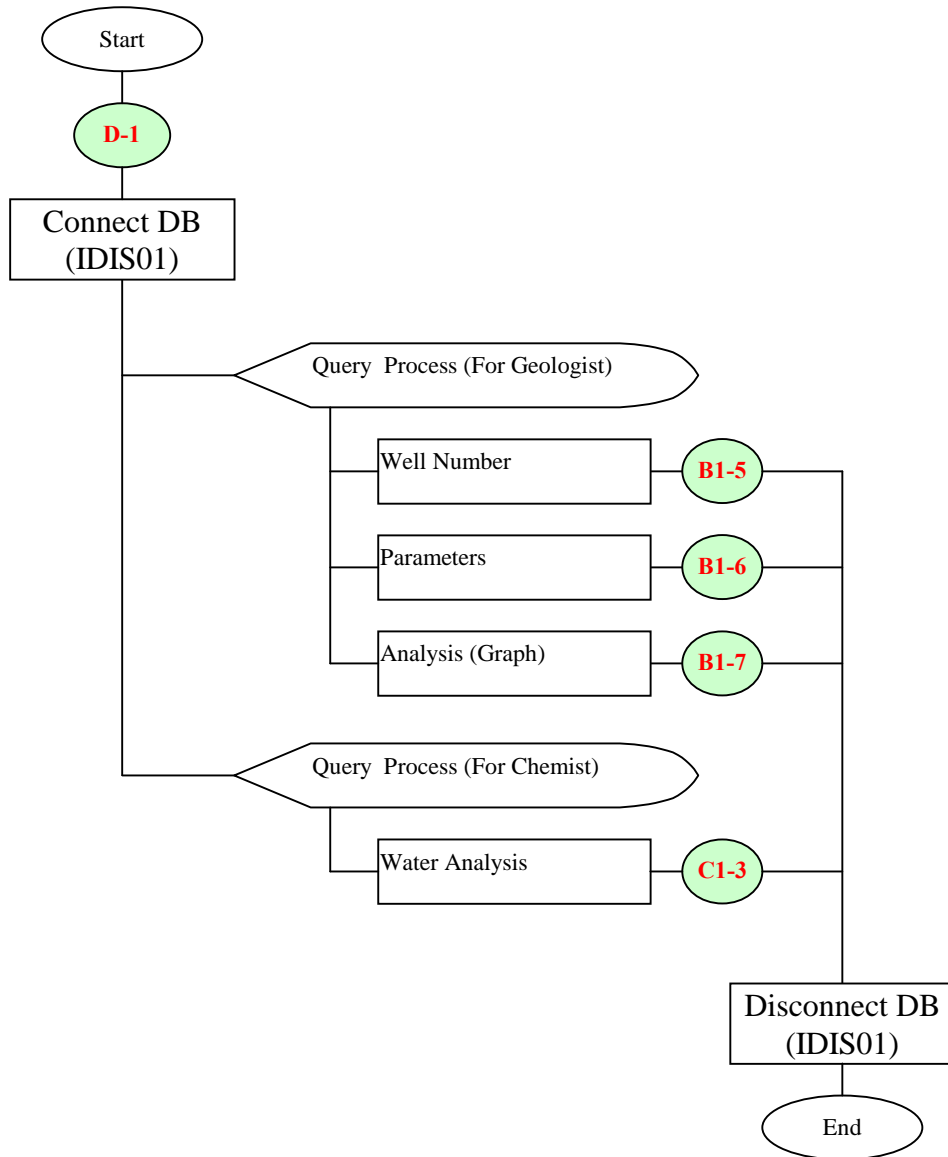 Start
D-1
Connect DB
(IDIS01)
Query Process (For Geologist)
Well Number
B1-5
Parameters
B1-6
Analysis (Graph)
B1-7
Query Process (For Chemist)
Water Analysis
C1-3
Disconnect DB
(IDIS01)
End